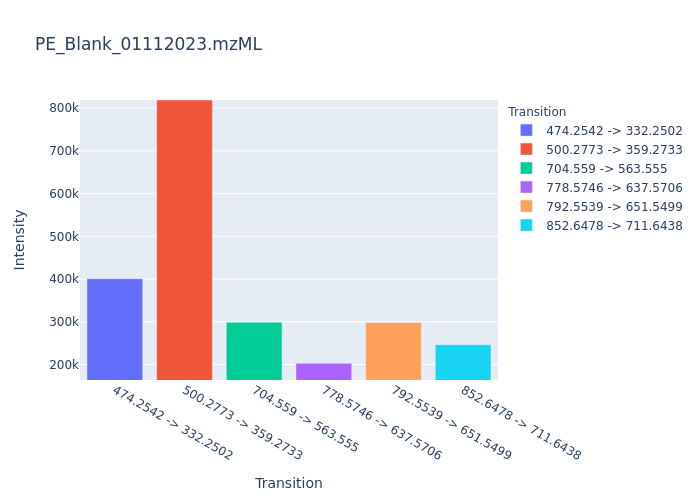 PE_Blank_01112023.mzML
Intensity
800k
700k
600k
500k
400k
300k
200k
474.2542 -> 332.2502
500.2773 -> 359.2733
704.559 -> 563.555
778.5746 -> 637.5706
792.5539 -> 651.5499
852.6478 -> 711.6438
Transition
Transition
474.2542 -> 332.2502
500.2773 -> 359.2733
704.559 -> 563.555
778.5746 -> 637.5706
792.5539 -> 651.5499
852.6478 -> 711.6438